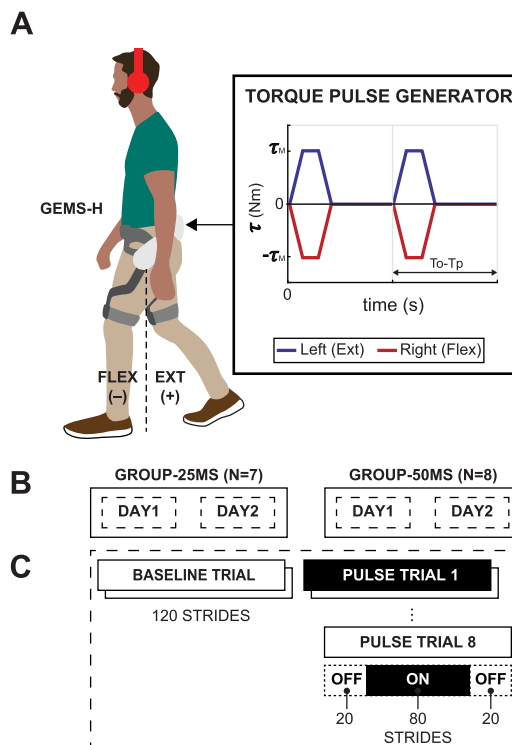 A
TORQUE PULSE GENERATOR
GEMS-H
τM
0
-τM
τ (Nm)
To-Tp
0
time (s)
Left (Ext) Right (Flex)
FLEX EXT
(–) (+)
B
GROUP-25MS (N=7) GROUP-50MS (N=8)
DAY1 DAY2 DAY1 DAY2
C
BASELINE TRIAL PULSE TRIAL 1
120 STRIDES
⋮
PULSE TRIAL 8
OFF ON OFF
20 80 20
STRIDES